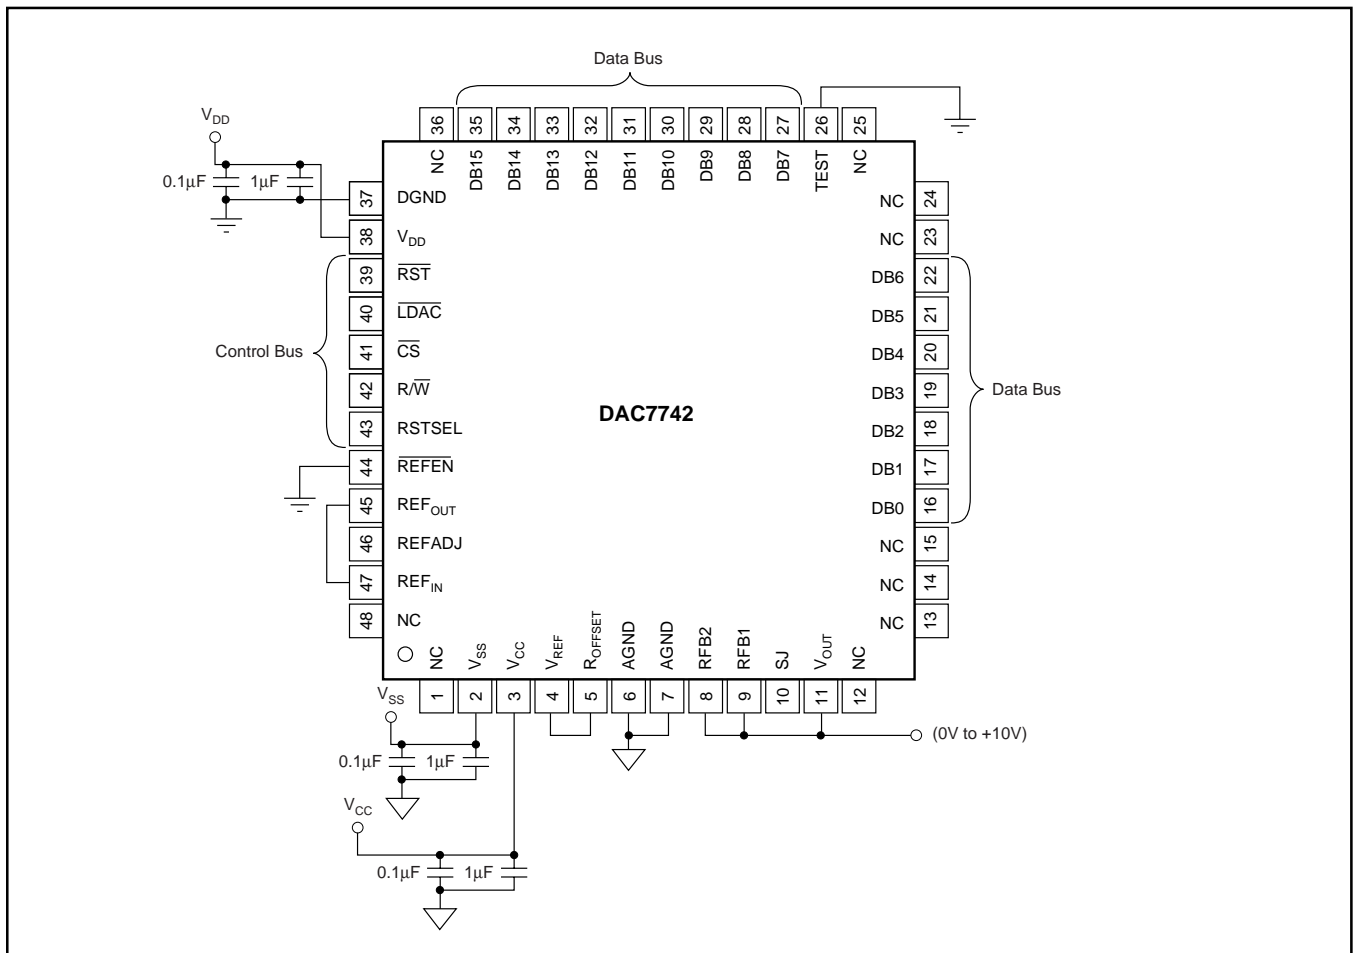 Data Bus
36 35 34 33 32 31 30 29 28 27 26 25
NC DB15 DB14 DB13 DB12 DB11 DB10 DB9 DB8 DB7 TEST NC
V_DD
0.1μF 1μF
37 DGND
38 V_DD
39 R̅S̅T̅
40 L̅D̅A̅C̅
41 C̅S̅
42 R/W̅
43 RSTSEL
44 R̅E̅F̅E̅N̅
45 REF_OUT
46 REFADJ
47 REF_IN
48 NC
Control Bus
DAC7742
NC 24
NC 23
DB6 22
DB5 21
DB4 20
DB3 19
DB2 18
DB1 17
DB0 16
NC 15
NC 14
NC 13
Data Bus
NC V_SS V_CC V_REF R_OFFSET AGND AGND RFB2 RFB1 SJ V_OUT NC
1 2 3 4 5 6 7 8 9 10 11 12
V_SS
0.1μF 1μF
(0V to +10V)
V_CC
0.1μF 1μF